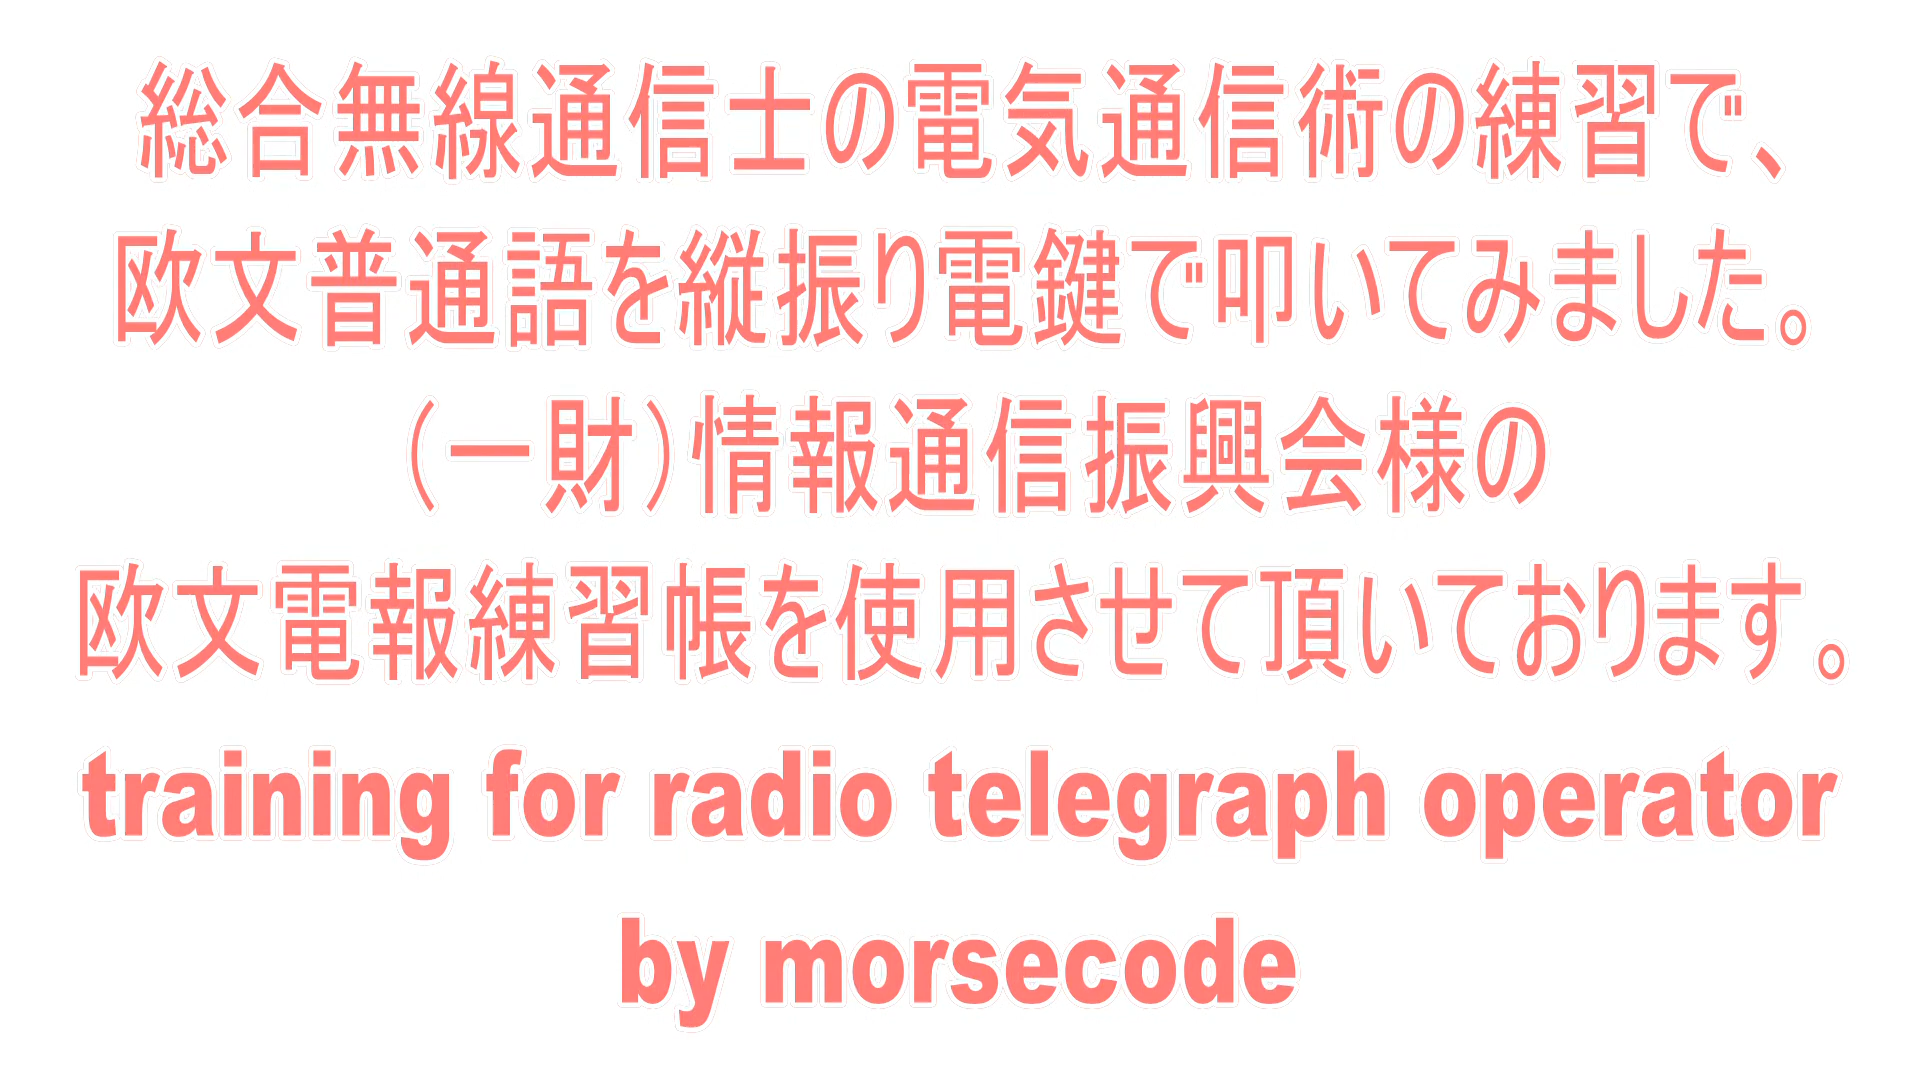 総合無線通信士の電気通信術の練習で、
欧文普通語を縦振り電鍵で叩いてみました。
（一財）情報通信振興会様の
欧文電報練習帳を使用させて頂いております。
training for radio telegraph operator
by morsecode